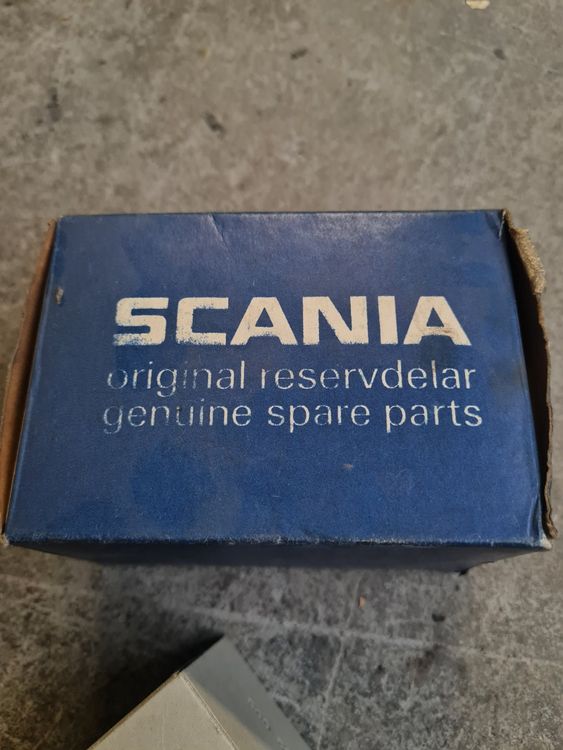 SCANIA
original reservdelar
genuine spare parts